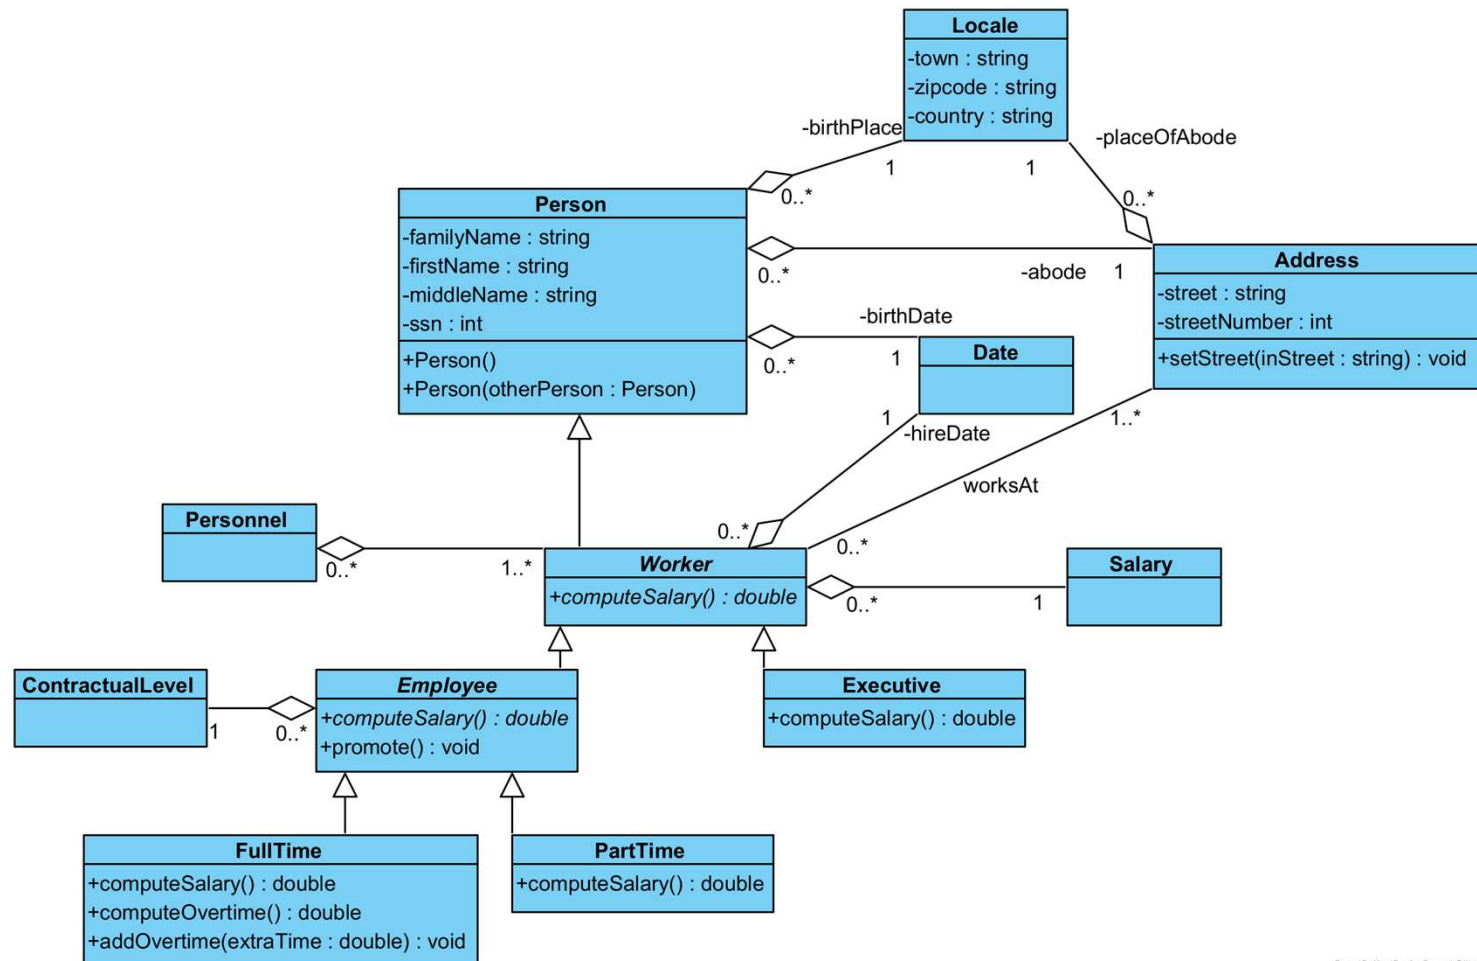 Locale
-town : string
-zipcode : string
-country : string
-birthPlace
1
0..*
1
-placeOfAbode
0..*
Person
-familyName : string
-firstName : string
-middleName : string
-ssn : int
+Person()
+Person(otherPerson : Person)
0..*
-abode
1
Address
-street : string
-streetNumber : int
+setStreet(inStreet : string) : void
0..*
-birthDate
1
Date
1
-hireDate
0..*
1..*
worksAt
0..*
Personnel
0..*
1..*
Worker
+computeSalary() : double
0..*
1
Salary
ContractualLevel
1
0..*
Employee
+computeSalary() : double
+promote() : void
Executive
+computeSalary() : double
FullTime
+computeSalary() : double
+computeOvertime() : double
+addOvertime(extraTime : double) : void
PartTime
+computeSalary() : double